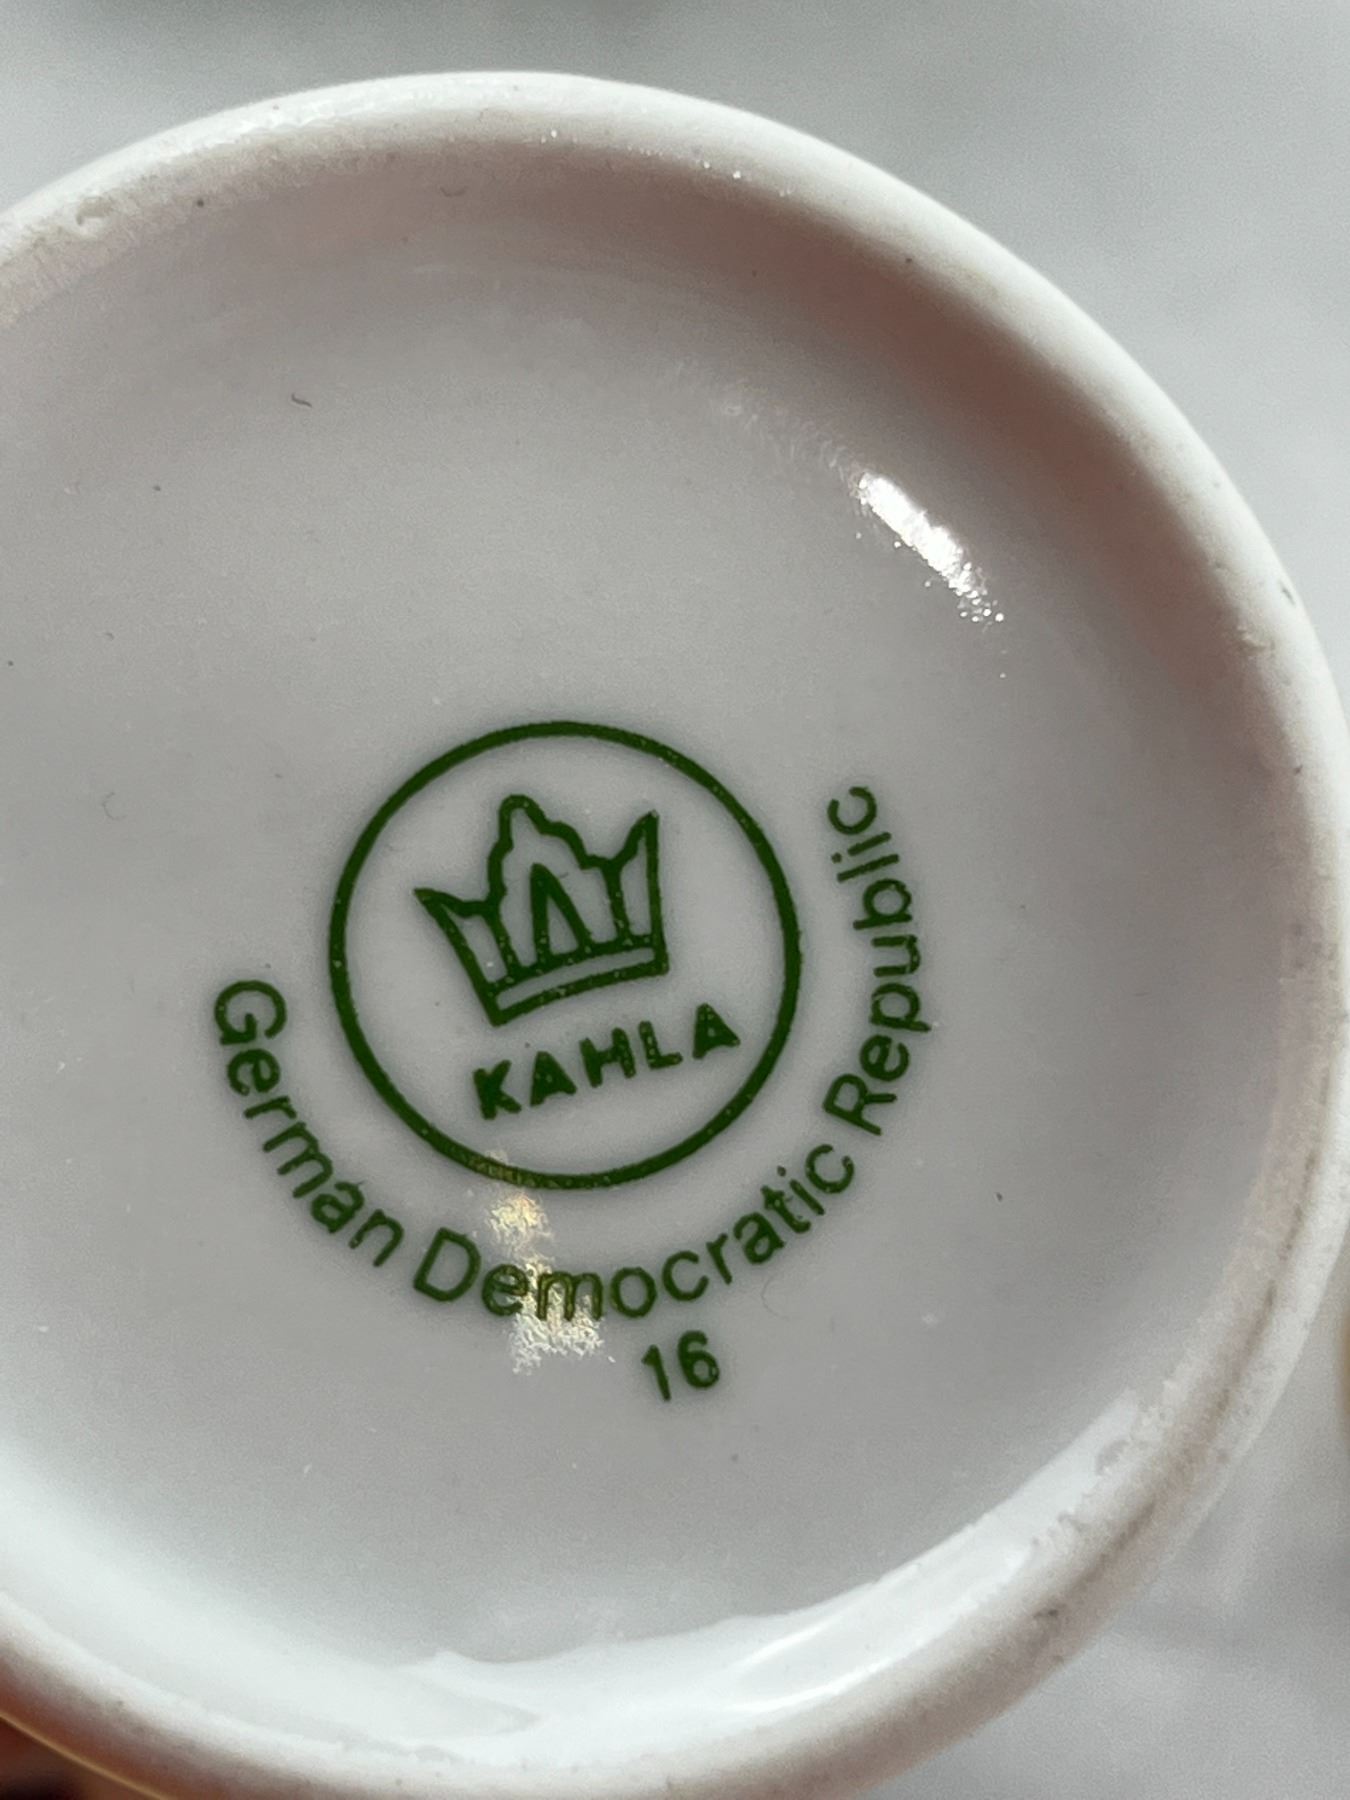 KAHLA
German Democratic Republic
16